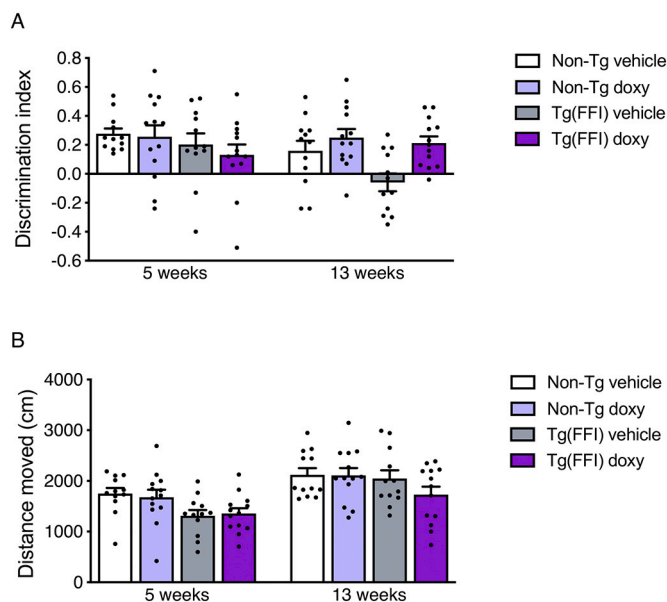 A
Discrimination index
0.8
0.6
0.4
0.2
0.0
-0.2
-0.4
-0.6
5 weeks
13 weeks
Non-Tg vehicle
Non-Tg doxy
Tg(FFI) vehicle
Tg(FFI) doxy
B
Distance moved (cm)
4000
3000
2000
1000
0
5 weeks
13 weeks
Non-Tg vehicle
Non-Tg doxy
Tg(FFI) vehicle
Tg(FFI) doxy